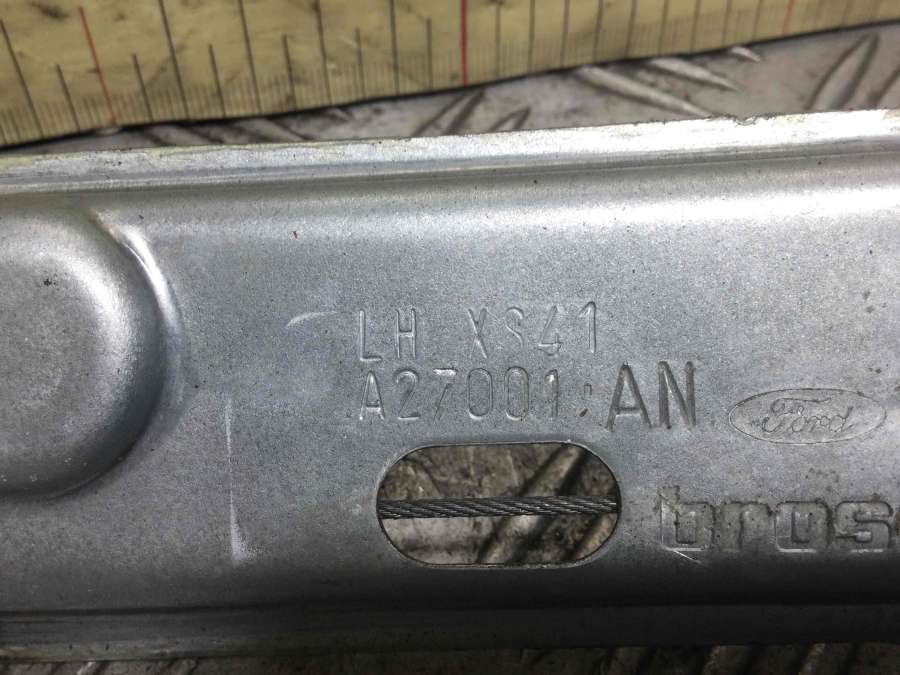 LH XS41
A27001 AN
Ford
bros